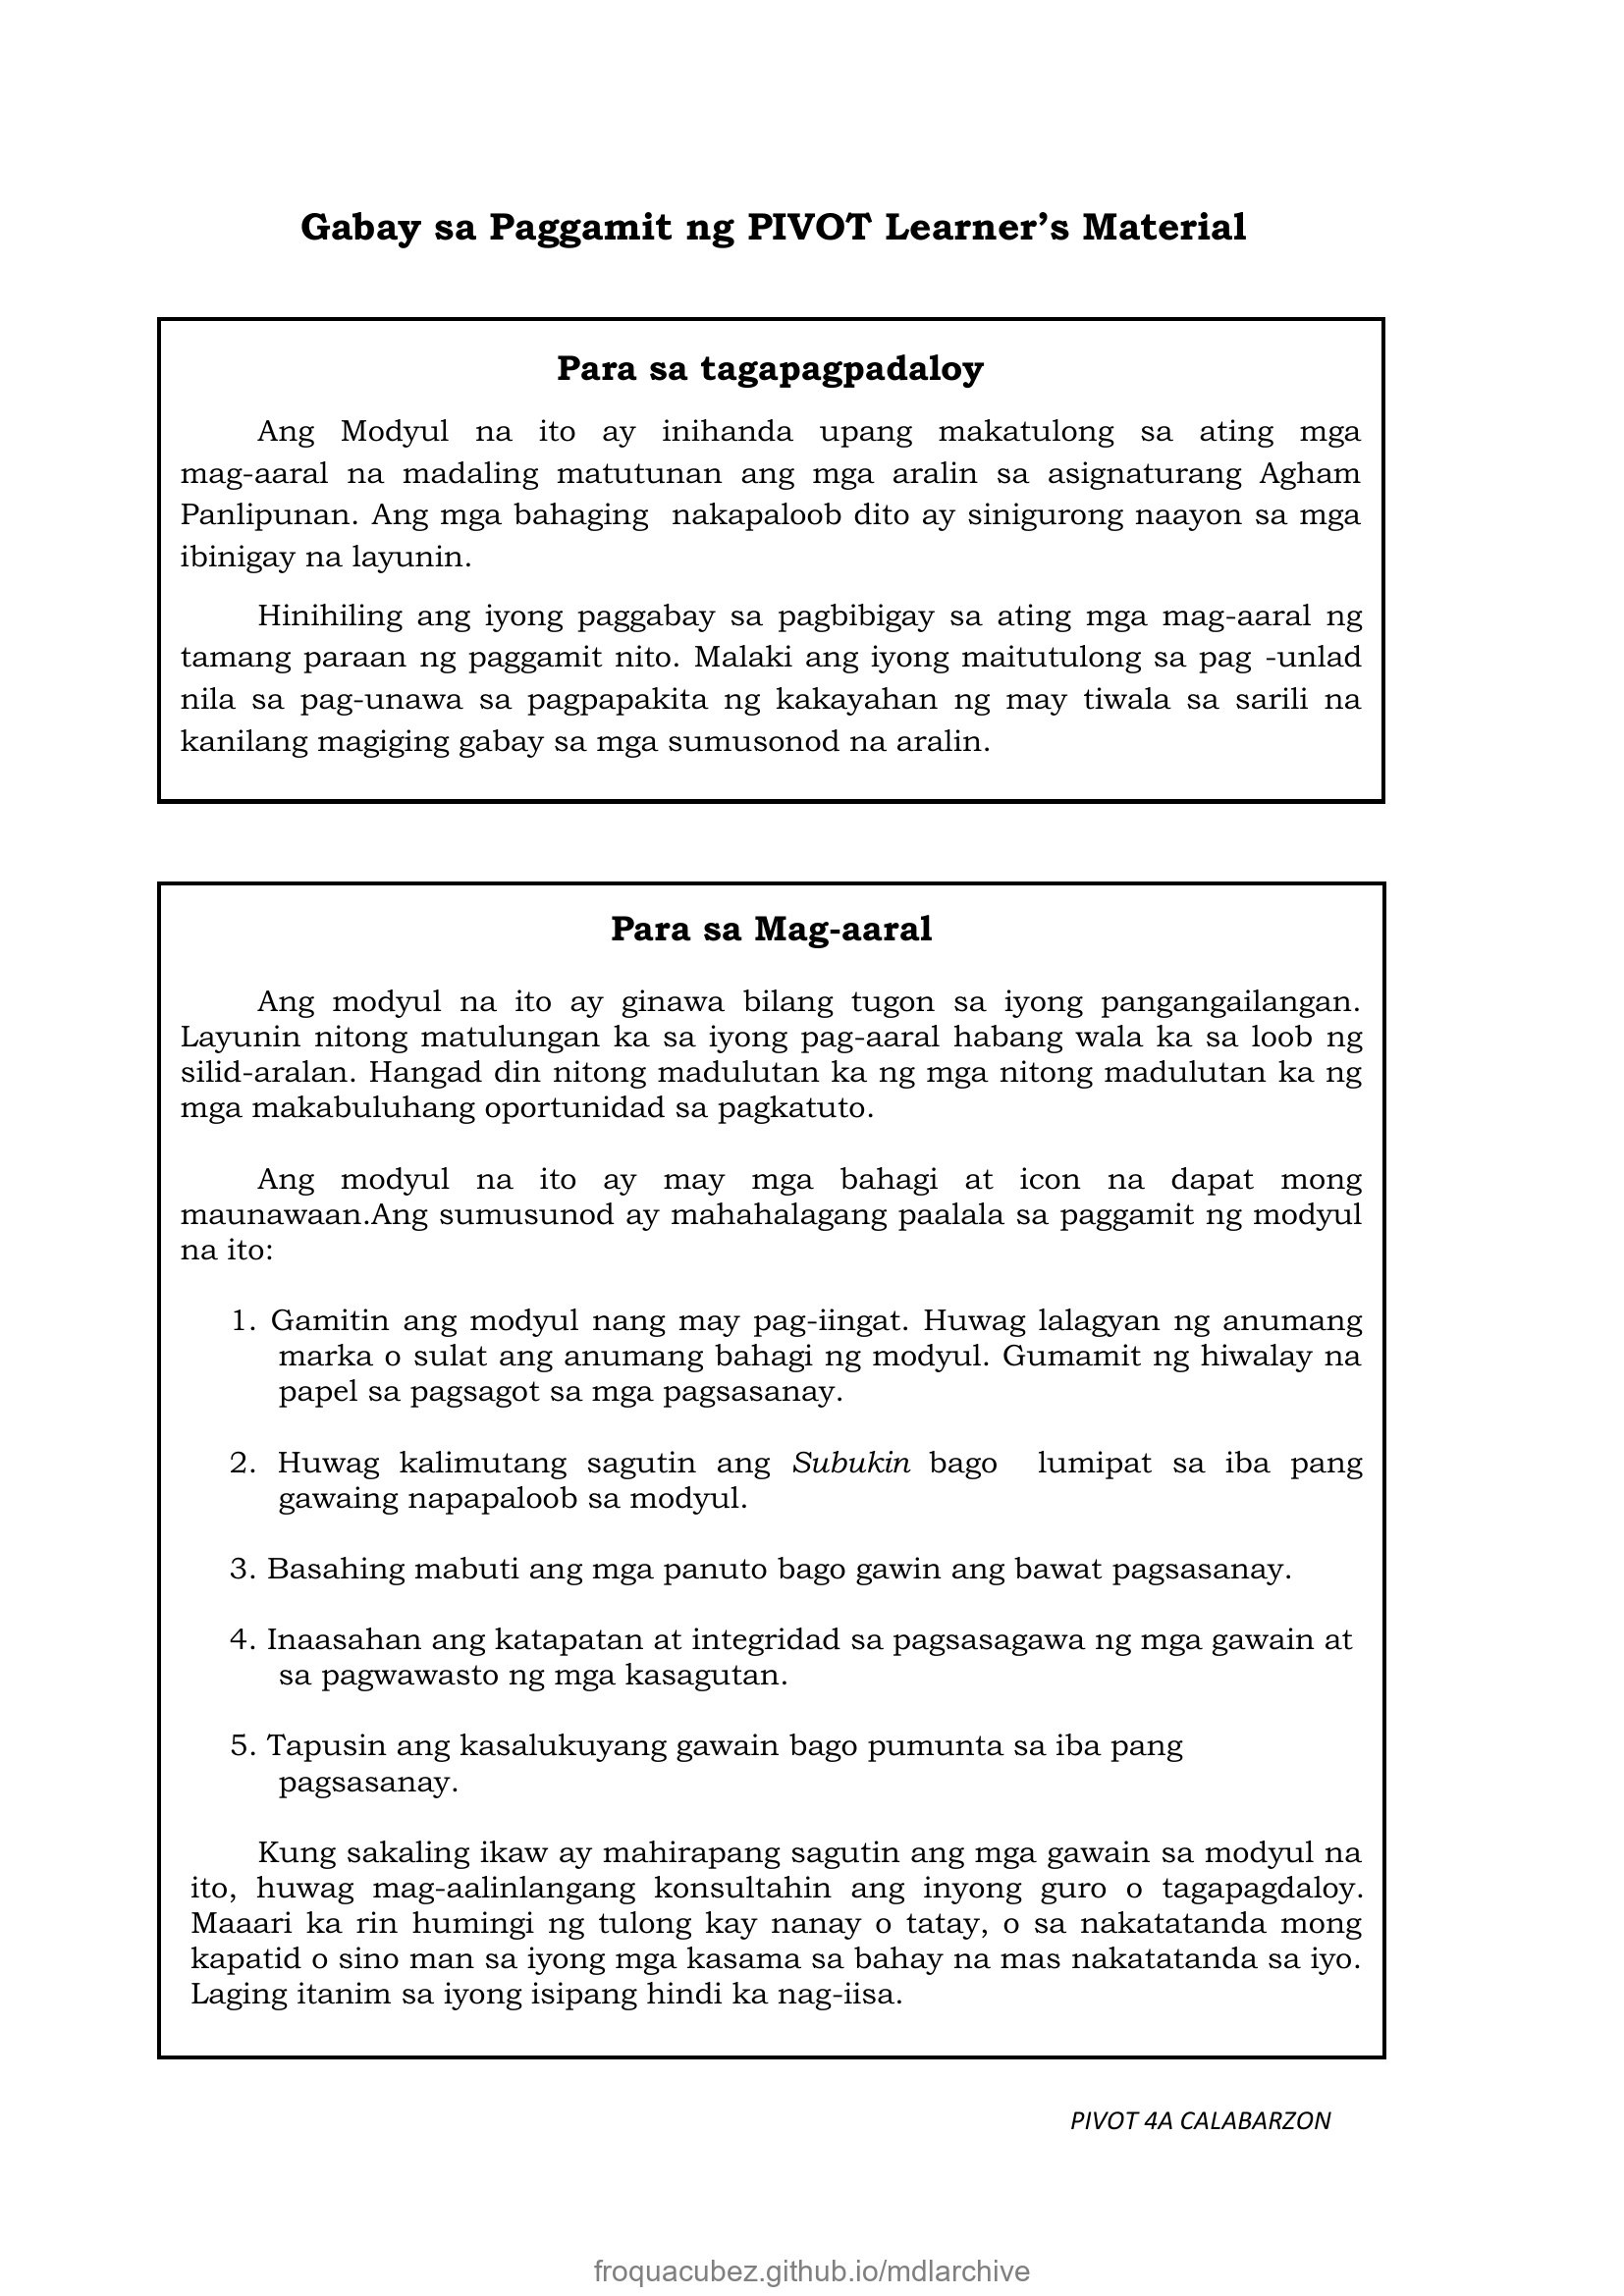 Gabay sa Paggamit ng PIVOT Learner’s Material
Para sa tagapagpadaloy
Ang Modyul na ito ay inihanda upang makatulong sa ating mga
mag-aaral na madaling matutunan ang mga aralin sa asignaturang Agham
Panlipunan. Ang mga bahaging nakapaloob dito ay sinigurong naayon sa mga
ibinigay na layunin.
Hinihiling ang iyong paggabay sa pagbibigay sa ating mga mag-aaral ng
tamang paraan ng paggamit nito. Malaki ang iyong maitutulong sa pag -unlad
nila sa pag-unawa sa pagpapakita ng kakayahan ng may tiwala sa sarili na
kanilang magiging gabay sa mga sumusonod na aralin.
Para sa Mag-aaral
Ang modyul na ito ay ginawa bilang tugon sa iyong pangangailangan.
Layunin nitong matulungan ka sa iyong pag-aaral habang wala ka sa loob ng
silid-aralan. Hangad din nitong madulutan ka ng mga nitong madulutan ka ng
mga makabuluhang oportunidad sa pagkatuto.
Ang modyul na ito ay may mga bahagi at icon na dapat mong
maunawaan.Ang sumusunod ay mahahalagang paalala sa paggamit ng modyul
na ito:
1. Gamitin ang modyul nang may pag-iingat. Huwag lalagyan ng anumang
marka o sulat ang anumang bahagi ng modyul. Gumamit ng hiwalay na
papel sa pagsagot sa mga pagsasanay.
2. Huwag kalimutang sagutin ang Subukin bago lumipat sa iba pang
gawaing napapaloob sa modyul.
3. Basahing mabuti ang mga panuto bago gawin ang bawat pagsasanay.
4. Inaasahan ang katapatan at integridad sa pagsasagawa ng mga gawain at
sa pagwawasto ng mga kasagutan.
5. Tapusin ang kasalukuyang gawain bago pumunta sa iba pang
pagsasanay.
Kung sakaling ikaw ay mahirapang sagutin ang mga gawain sa modyul na
ito, huwag mag-aalinlangang konsultahin ang inyong guro o tagapagdaloy.
Maaari ka rin humingi ng tulong kay nanay o tatay, o sa nakatatanda mong
kapatid o sino man sa iyong mga kasama sa bahay na mas nakatatanda sa iyo.
Laging itanim sa iyong isipang hindi ka nag-iisa.
PIVOT 4A CALABARZON
froquacubez.github.io/mdlarchive